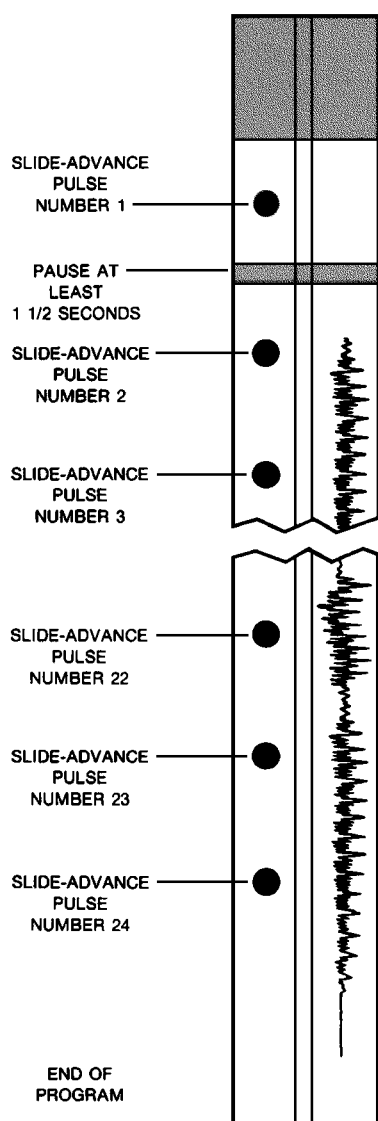 SLIDE-ADVANCE
PULSE
NUMBER 1
PAUSE AT
LEAST
1 1/2 SECONDS
SLIDE-ADVANCE
PULSE
NUMBER 2
SLIDE-ADVANCE
PULSE
NUMBER 3
SLIDE-ADVANCE
PULSE
NUMBER 22
SLIDE-ADVANCE
PULSE
NUMBER 23
SLIDE-ADVANCE
PULSE
NUMBER 24
END OF
PROGRAM